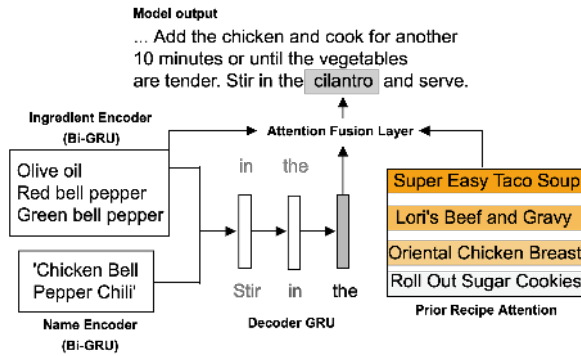 Model output
... Add the chicken and cook for another
10 minutes or until the vegetables
are tender. Stir in the cilantro and serve.
Ingredient Encoder
(Bi-GRU)
Attention Fusion Layer
Olive oil
Red bell pepper
Green bell pepper
in the
Super Easy Taco Soup
Lori's Beef and Gravy
Oriental Chicken Breast
Roll Out Sugar Cookies
'Chicken Bell
Pepper Chili'
Stir in the
Name Encoder
(Bi-GRU)
Decoder GRU
Prior Recipe Attention